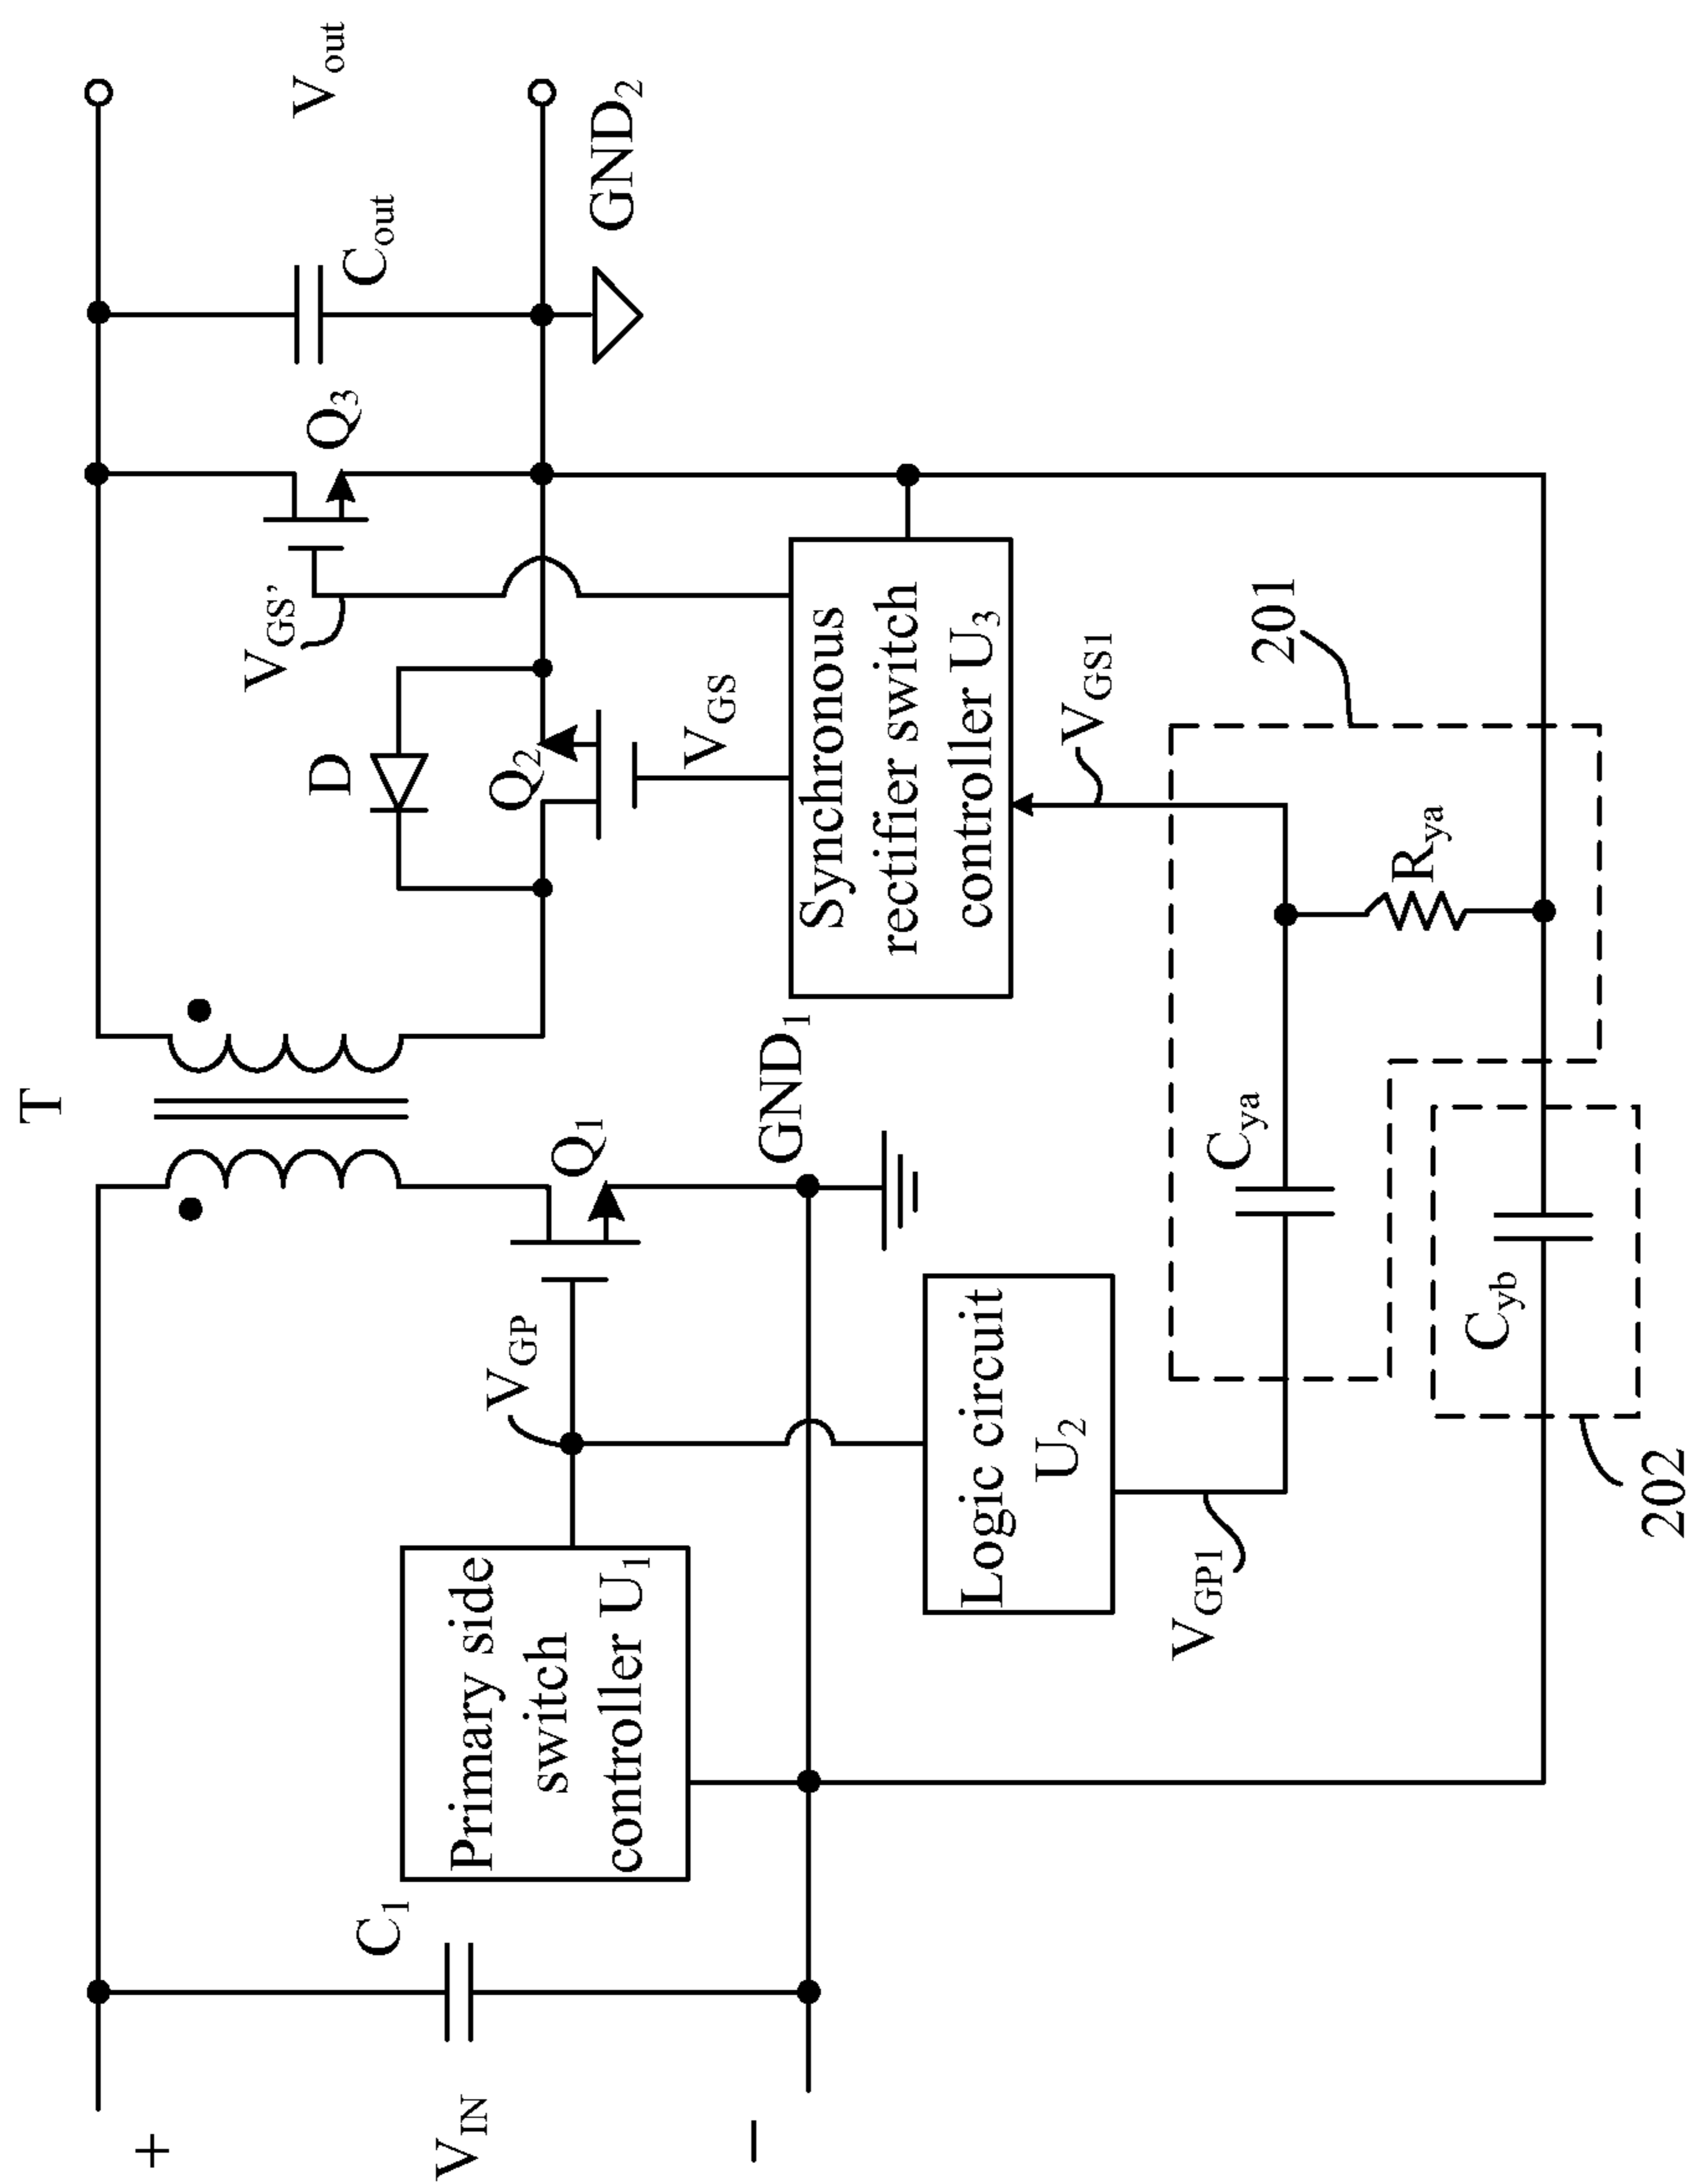 T
V_out
C_out
GND_2
Q_3
V_GS'
D
Q_2
V_GS
Synchronous
rectifier switch
controller U_3
V_GS1
201
R_ya
C_ya
GND_1
Q_1
V_GP
Logic circuit
U_2
V_GP1
C_yb
202
Primary side
switch
controller U_1
C_1
+
V_IN
−